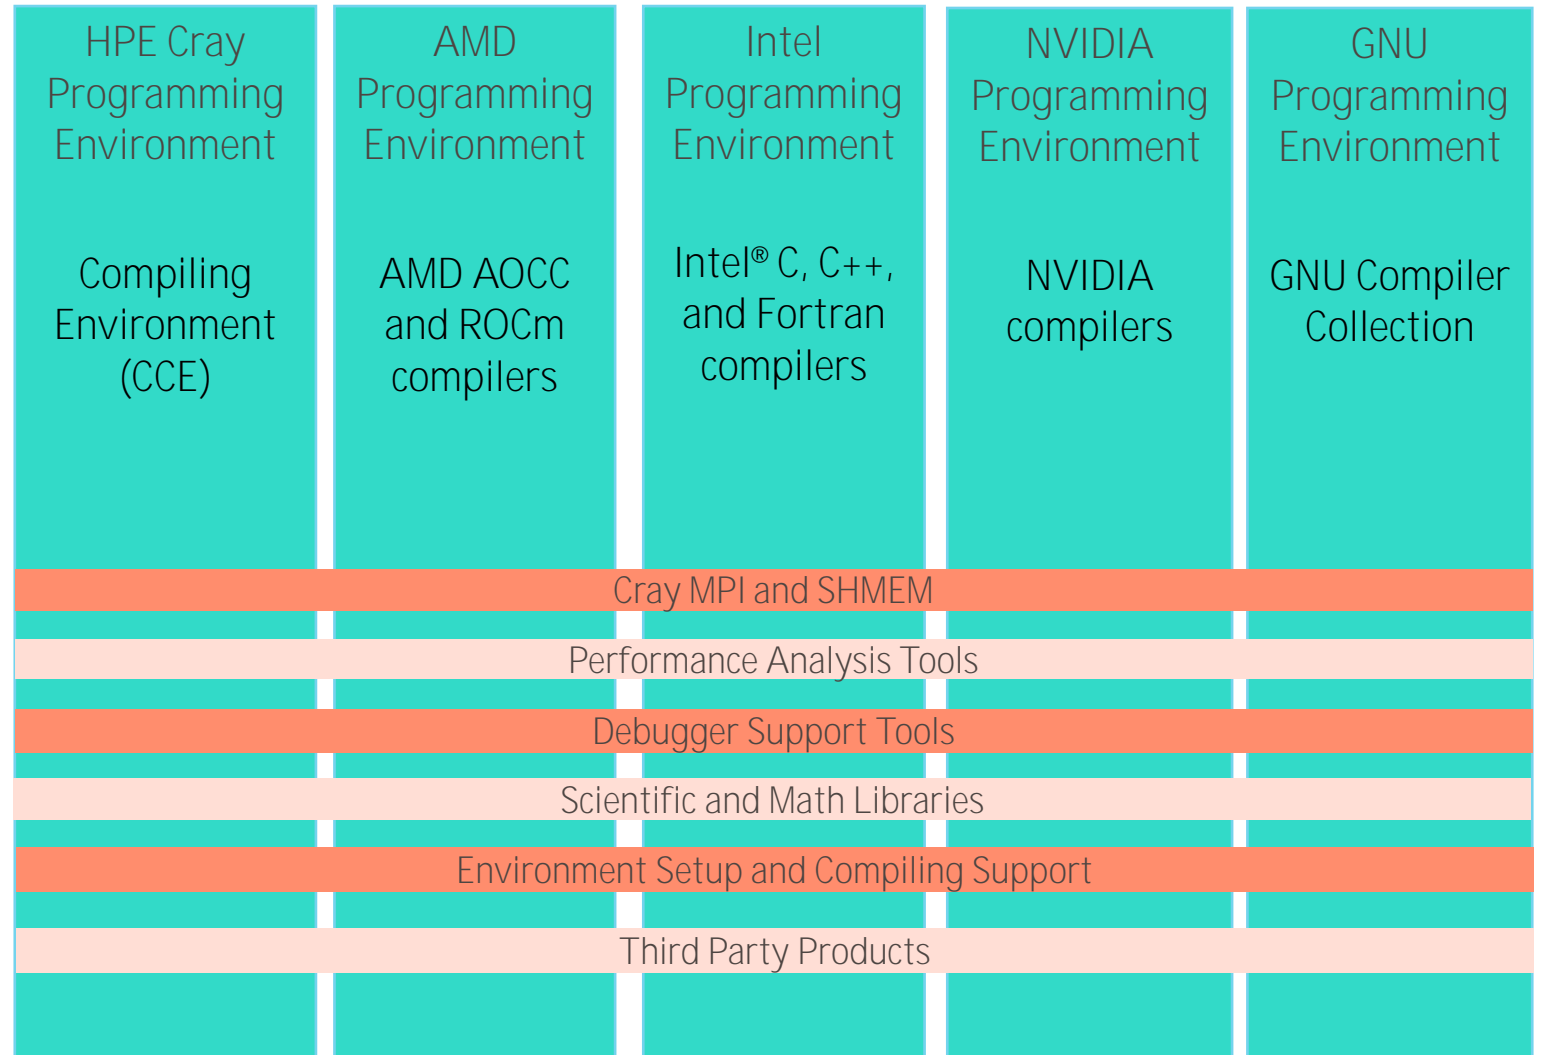 HPE Cray
Programming
Environment
Compiling
Environment
(CCE)
AMD
Programming
Environment
AMD AOCC
and ROCm
compilers
Intel
Programming
Environment
Intel® C, C++,
and Fortran
compilers
NVIDIA
Programming
Environment
NVIDIA
compilers
GNU
Programming
Environment
GNU Compiler
Collection
Cray MPI and SHMEM
Performance Analysis Tools
Debugger Support Tools
Scientific and Math Libraries
Environment Setup and Compiling Support
Third Party Products